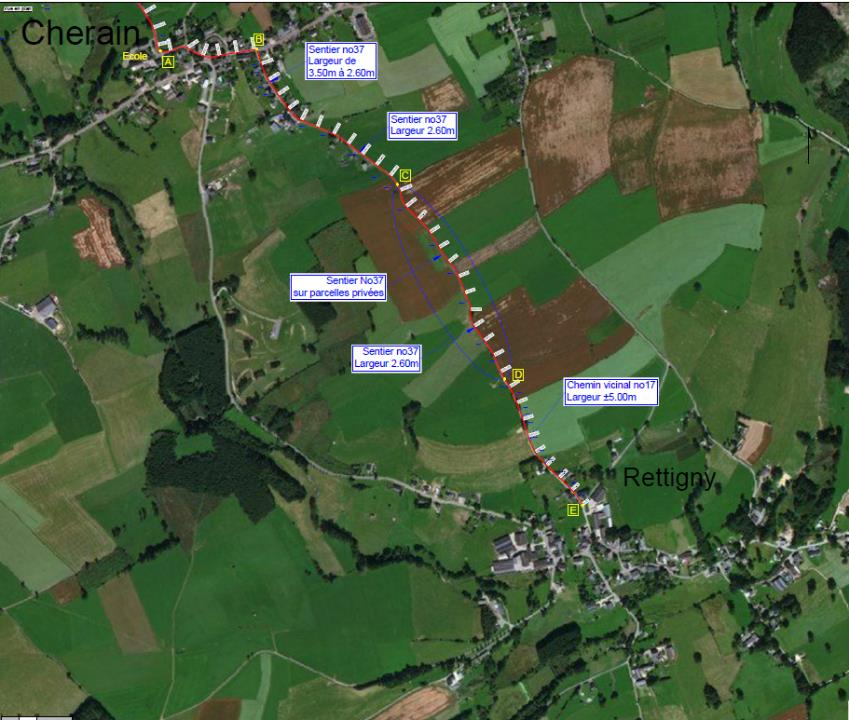 Cherain
Ecole
A
B
Sentier no37
Largeur de
3.50m à 2.60m
Sentier no37
Largeur 2.60m
C
Sentier No37
sur parcelles privées
Sentier no37
Largeur 2.60m
D
Chemin vicinal no17
Largeur ±5.00m
Rettigny
E